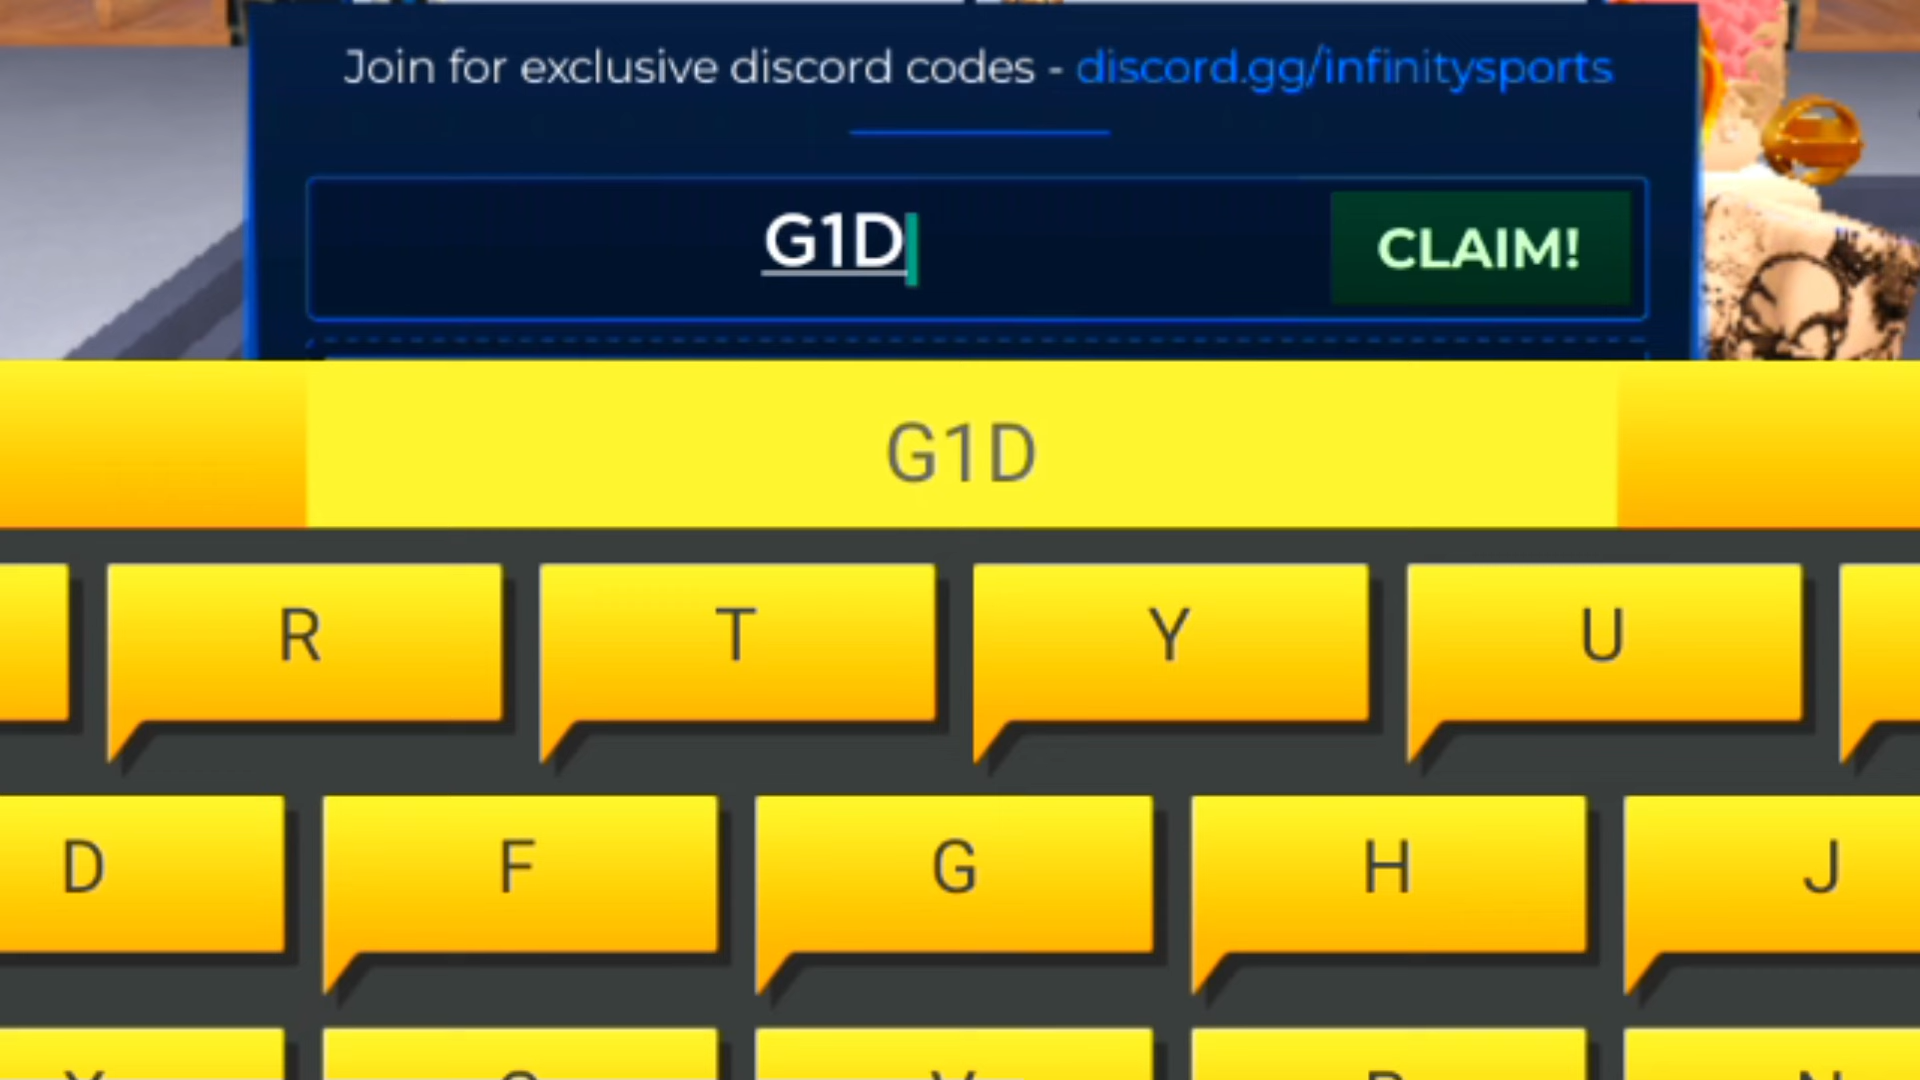 Join for exclusive discord codes - discord.gg/infinitysports
G1D CLAIM!
G1D
R T Y U
D F G H J